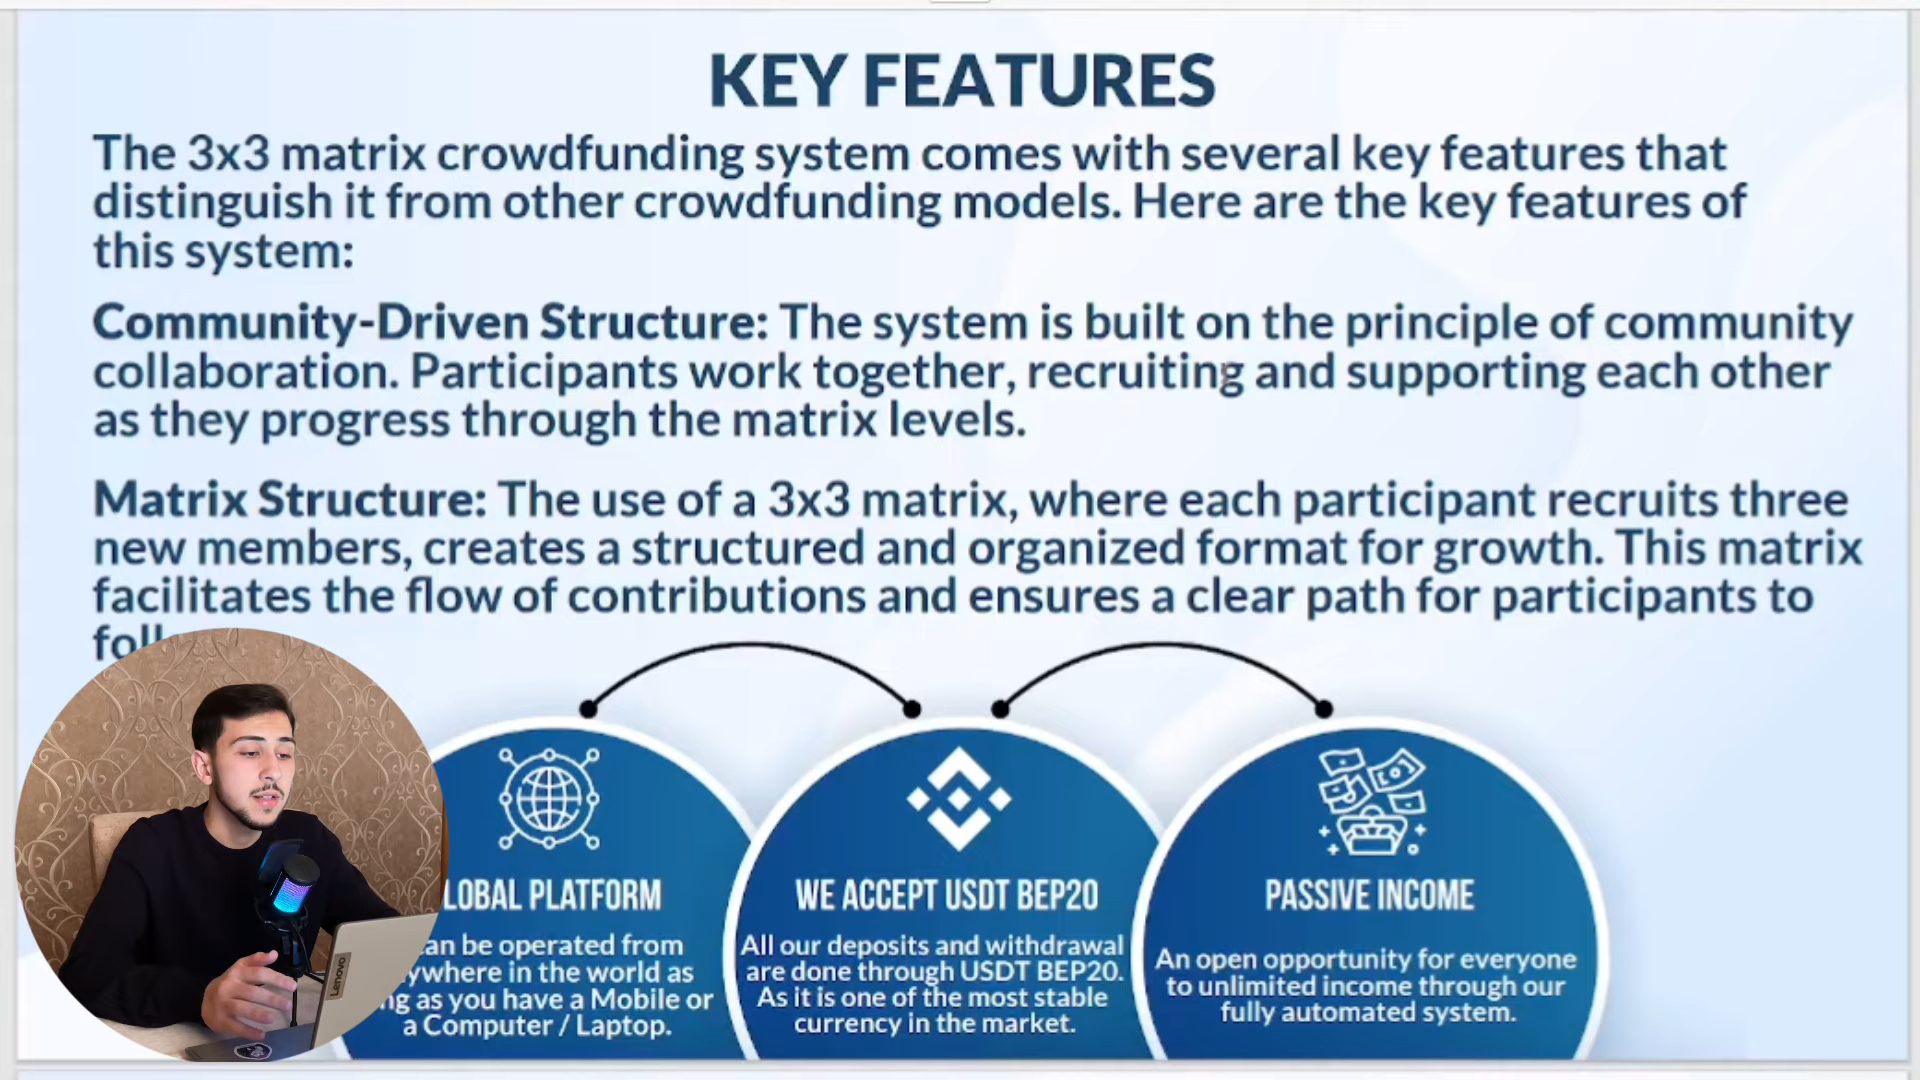 KEY FEATURES
The 3x3 matrix crowdfunding system comes with several key features that
distinguish it from other crowdfunding models. Here are the key features of
this system:
Community-Driven Structure: The system is built on the principle of community
collaboration. Participants work together, recruiting and supporting each other
as they progress through the matrix levels.
Matrix Structure: The use of a 3x3 matrix, where each participant recruits three
new members, creates a structured and organized format for growth. This matrix
facilitates the flow of contributions and ensures a clear path for participants to
LOBAL PLATFORM
an be operated from
ywhere in the world as
ng as you have a Mobile or
a Computer / Laptop.
WE ACCEPT USDT BEP20
All our deposits and withdrawal
are done through USDT BEP20.
As it is one of the most stable
currency in the market.
PASSIVE INCOME
An open opportunity for everyone
to unlimited income through our
fully automated system.
Lenovo